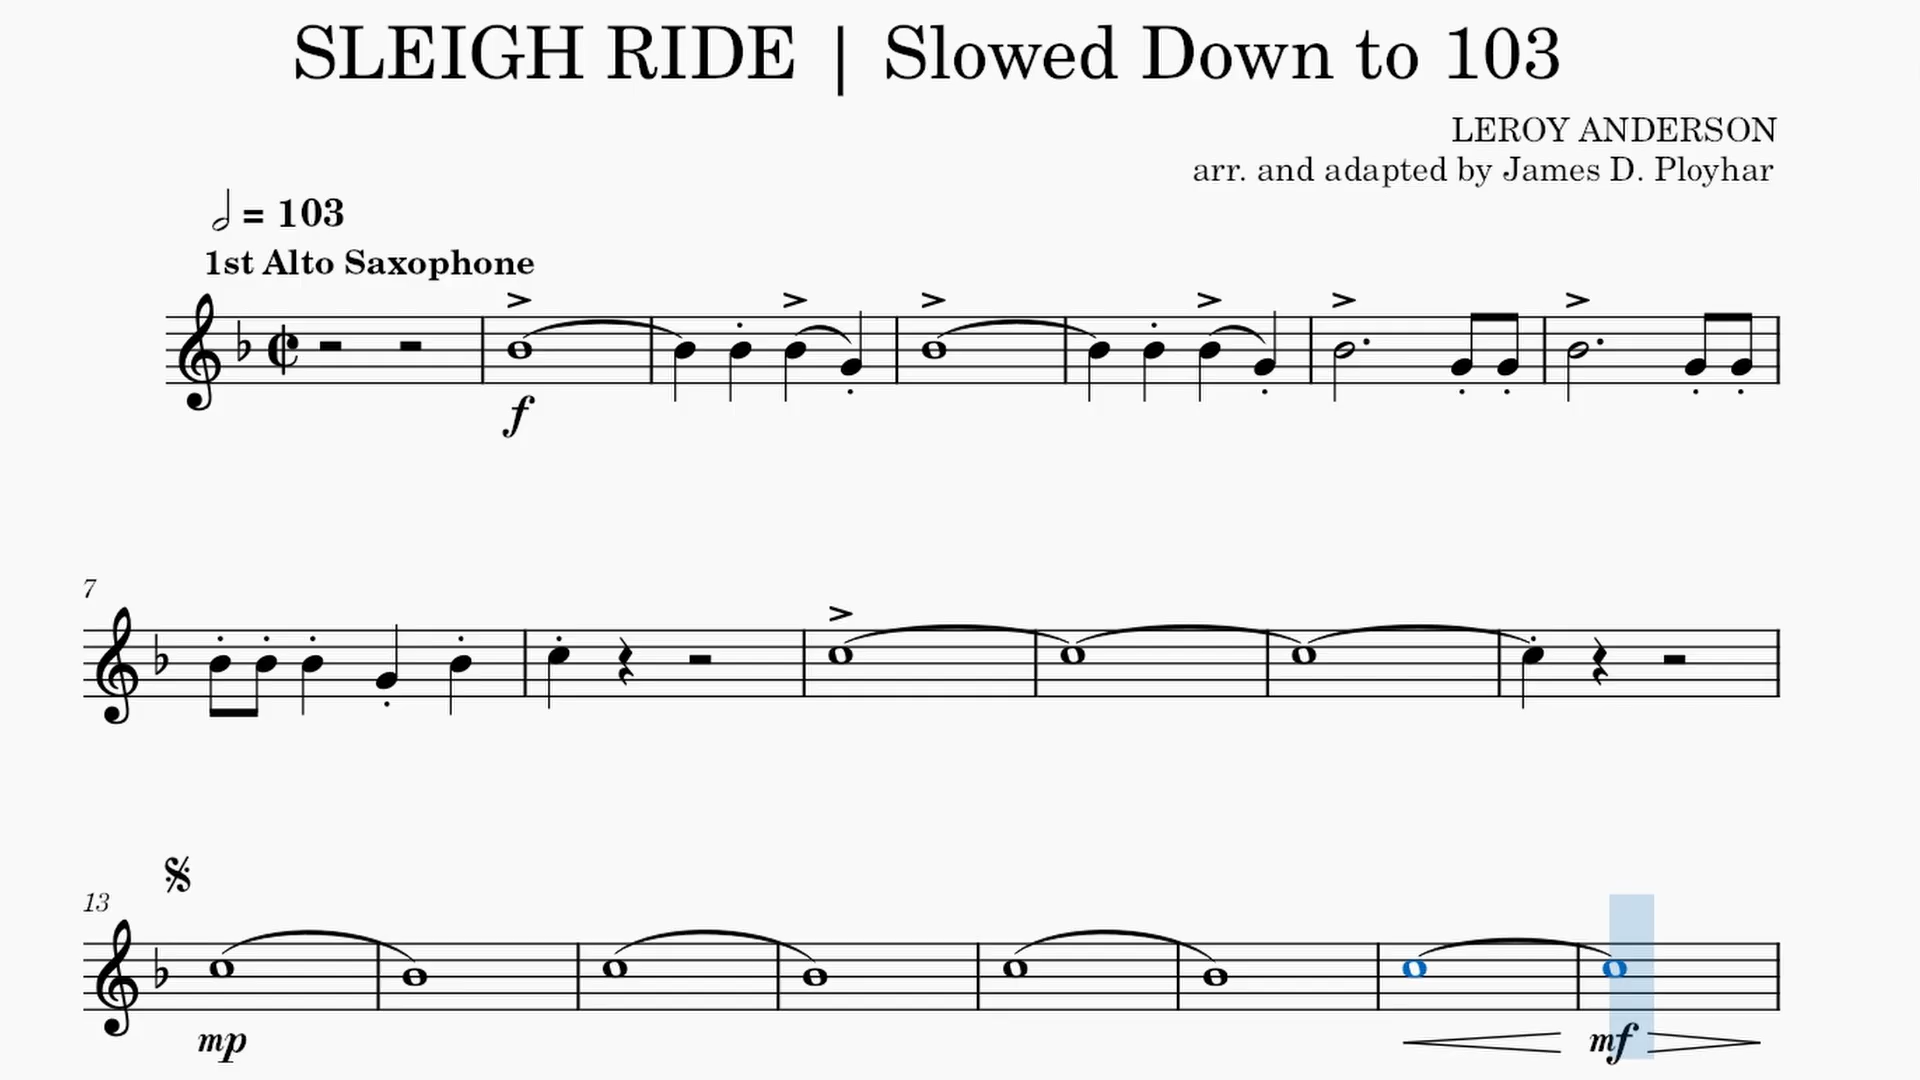 SLEIGH RIDE | Slowed Down to 103
LEROY ANDERSON
arr. and adapted by James D. Ployhar
𝅗𝅥 = 103
1st Alto Saxophone
f
7
13
mp
mf